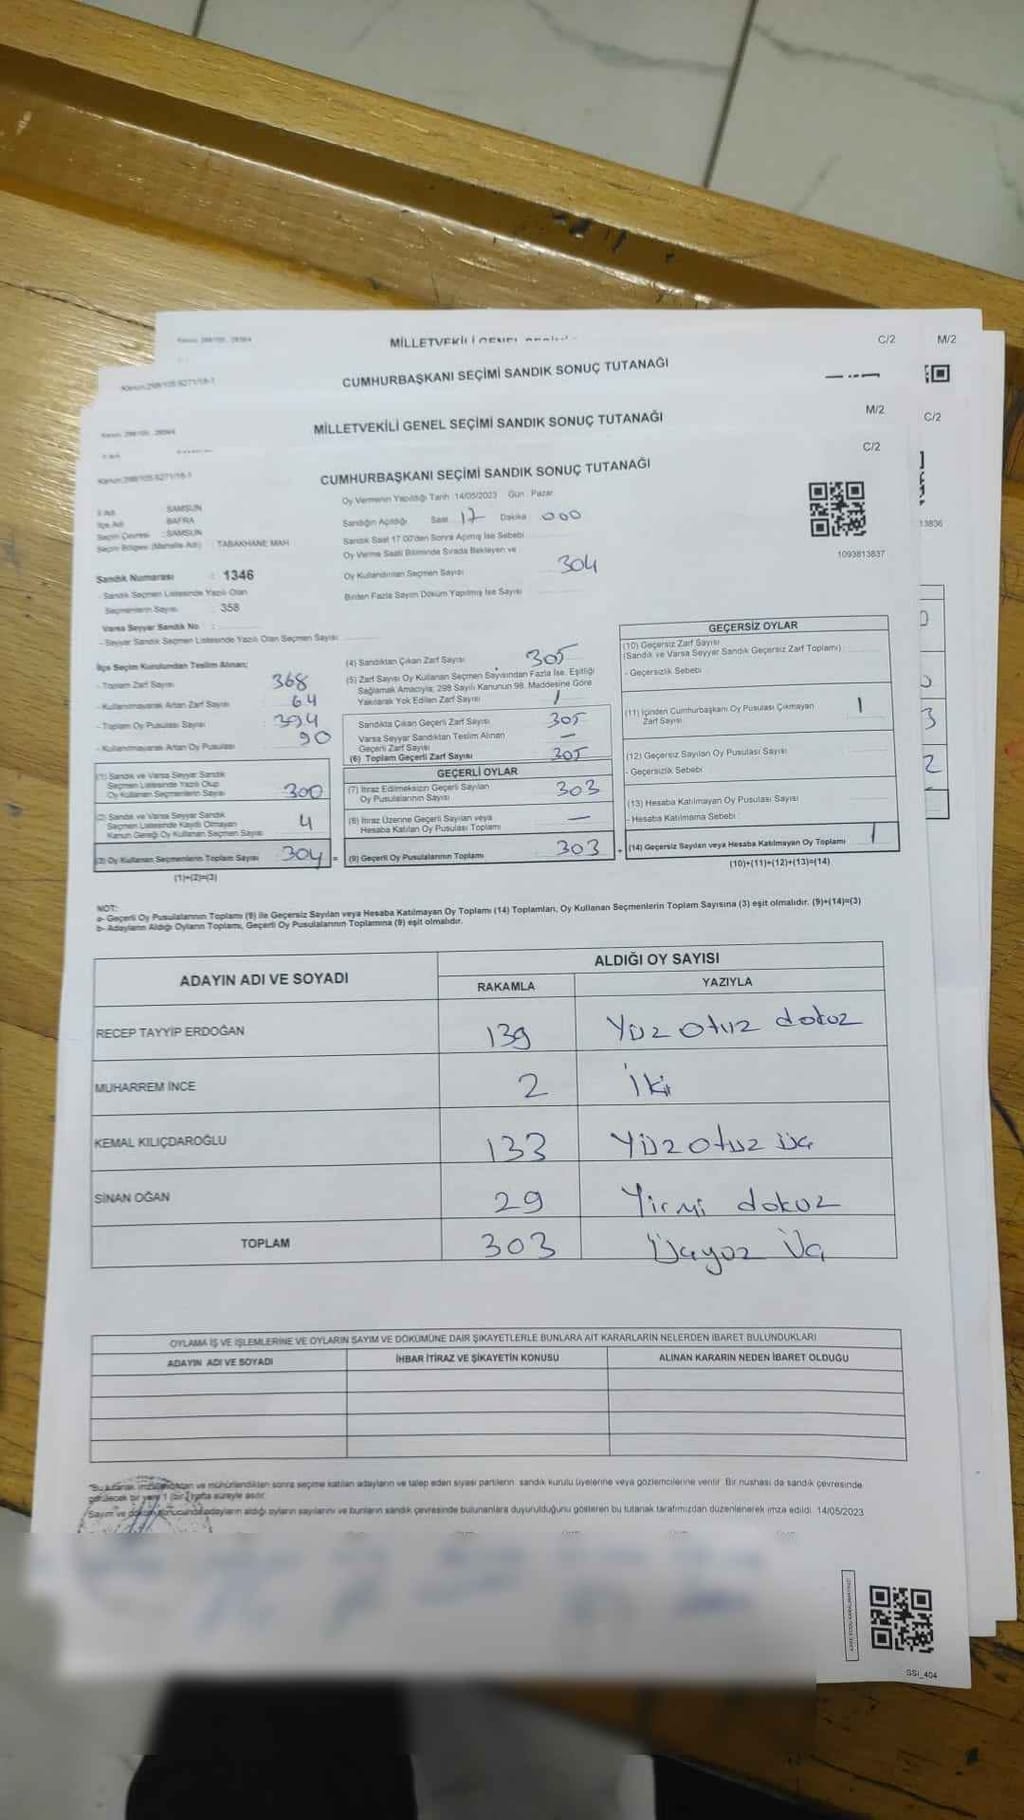 MİLLETVEKİLİ GENEL
C/2
M/2
CUMHURBAŞKANI SEÇİMİ SANDIK SONUÇ TUTANAĞI
MİLLETVEKİLİ GENEL SEÇİMİ SANDIK SONUÇ TUTANAĞI
M/2
C/2
CUMHURBAŞKANI SEÇİMİ SANDIK SONUÇ TUTANAĞI
C/2
Oy Vermenin Yapıldığı Tarih :14/05/2023 Gün : Pazar
İl Adı : SAMSUN
İlçe Adı : BAFRA
Seçim Çevresi : SAMSUN
Seçim Bölgesi (Mahalle Adı) : TABAKHANE MAH
Sandığın Açıldığı Saat 17 Dakika 000
Sandık Saat 17:00'den Sonra Açılmış İse Sebebi
Oy Verme Saati Bitiminde Sırada Bekleyen ve
Oy Kullandırılan Seçmen Sayısı 304
Birden Fazla Sayım Döküm Yapılmış İse Sayısı
1093813837
Sandık Numarası : 1346
- Sandık Seçmen Listesinde Yazılı Olan
Seçmenlerin Sayısı : 358
Varsa Seyyar Sandık No :
- Seyyar Sandık Seçmen Listesinde Yazılı Olan Seçmen Sayısı
İlçe Seçim Kurulundan Teslim Alınan;
- Toplam Zarf Sayısı 368
- Kullanılmayarak Artan Zarf Sayısı 64
- Toplam Oy Pusulası Sayısı 394
- Kullanılmayarak Artan Oy Pusulası 90
(1) Sandık ve Varsa Seyyar Sandık
Seçmen Listesinde Yazılı Olup
Oy Kullanan Seçmenlerin Sayısı 300
(2) Sandık ve Varsa Seyyar Sandık
Seçmen Listesinde Kayıtlı Olmayan
Kanun Gereği Oy Kullanan Seçmen Sayısı 4
(3) Oy Kullanan Seçmenlerin Toplam Sayısı 304 =
(1)+(2)=(3)
(4) Sandıktan Çıkan Zarf Sayısı 305
(5) Zarf Sayısı Oy Kullanan Seçmen Sayısından Fazla İse, Eşitliği
Sağlamak Amacıyla; 298 Sayılı Kanunun 98. Maddesine Göre
Yakılarak Yok Edilen Zarf Sayısı 1
Sandıkta Çıkan Geçerli Zarf Sayısı 305
Varsa Seyyar Sandıktan Teslim Alınan
Geçerli Zarf Sayısı —
(6) Toplam Geçerli Zarf Sayısı 305
GEÇERLİ OYLAR
(7) İtiraz Edilmeksizin Geçerli Sayılan
Oy Pusulalarının Sayısı 303
(8) İtiraz Üzerine Geçerli Sayılan veya
Hesaba Katılan Oy Pusulası Toplamı —
(9) Geçerli Oy Pusulalarının Toplamı 303 +
GEÇERSİZ OYLAR
(10) Geçersiz Zarf Sayısı
(Sandık ve Varsa Seyyar Sandık Geçersiz Zarf Toplamı)
- Geçersizlik Sebebi
(11) İçinden Cumhurbaşkanı Oy Pusulası Çıkmayan
Zarf Sayısı 1
(12) Geçersiz Sayılan Oy Pusulası Sayısı
- Geçersizlik Sebebi
(13) Hesaba Katılmayan Oy Pusulası Sayısı
- Hesaba Katılmama Sebebi
(14) Geçersiz Sayılan veya Hesaba Katılmayan Oy Toplamı 1
(10)+(11)+(12)+(13)=(14)
NOT:
a- Geçerli Oy Pusulalarının Toplamı (9) ile Geçersiz Sayılan veya Hesaba Katılmayan Oy Toplamı (14) Toplamları, Oy Kullanan Seçmenlerin Toplam Sayısına (3) eşit olmalıdır. (9)+(14)=(3)
b- Adayların Aldığı Oyların Toplamı, Geçerli Oy Pusulalarının Toplamına (9) eşit olmalıdır.
ADAYIN ADI VE SOYADI
ALDIĞI OY SAYISI
RAKAMLA YAZIYLA
RECEP TAYYİP ERDOĞAN 139 Yüz otuz dokuz
MUHARREM İNCE 2 İki
KEMAL KILIÇDAROĞLU 133 Yüz otuz üç
SİNAN OĞAN 29 Yirmi dokuz
TOPLAM 303 Üçyüz Üç
OYLAMA İŞ VE İŞLEMLERİNE VE OYLARIN SAYIM VE DÖKÜMÜNE DAİR ŞİKAYETLERLE BUNLARA AİT KARARLARIN NELERDEN İBARET BULUNDUKLARI
ADAYIN ADI VE SOYADI İHBAR İTİRAZ VE ŞİKAYETİN KONUSU ALINAN KARARIN NEDEN İBARET OLDUĞU
"Bu tutanak imzalandıktan ve mühürlendikten sonra seçime katılan adayların ve talep eden siyasi partilerin sandık kurulu üyelerine veya gözlemcilerine verilir. Bir nüshası da sandık çevresinde
görülecek bir yere 1 (bir) hafta süreyle asılır.
Sayım ve döküm sonucunda adayların aldığı oyların sayılarını ve bunların sandık çevresinde bulunanlara duyurulduğunu gösteren bu tutanak tarafımızdan düzenlenerek imza edildi. 14/05/2023
SSİ_404